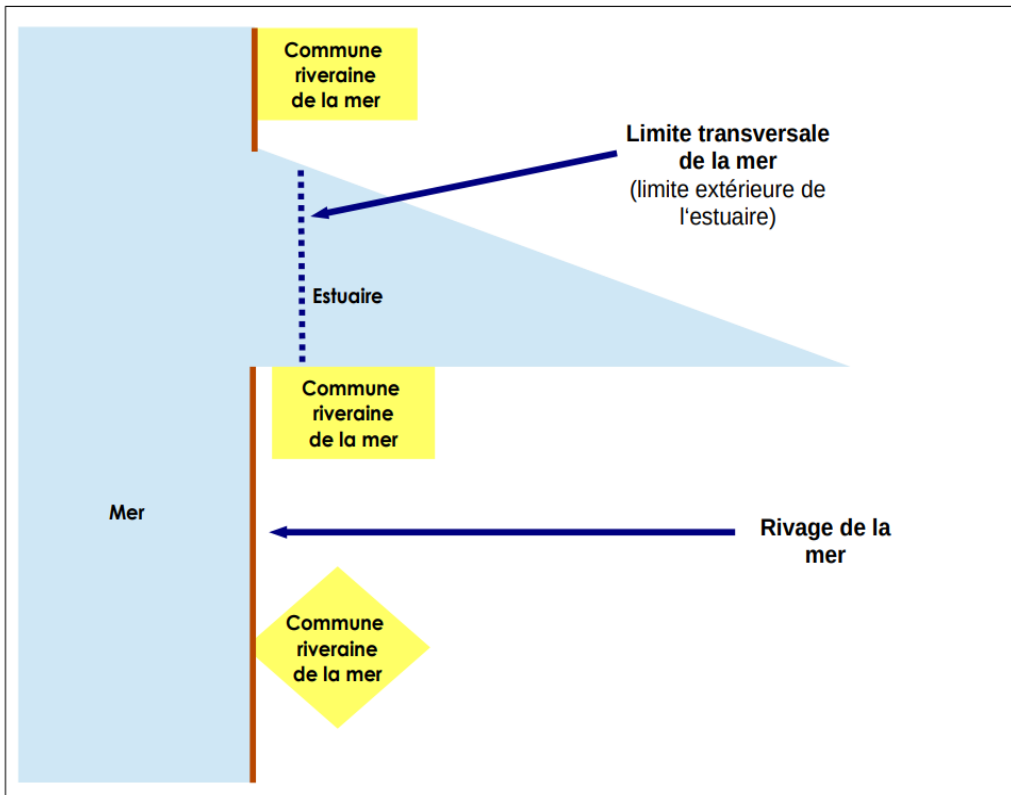 Commune
riveraine
de la mer
Limite transversale
de la mer
(limite extérieure de
l‘estuaire)
Estuaire
Commune
riveraine
de la mer
Mer
Rivage de la
mer
Commune
riveraine
de la mer